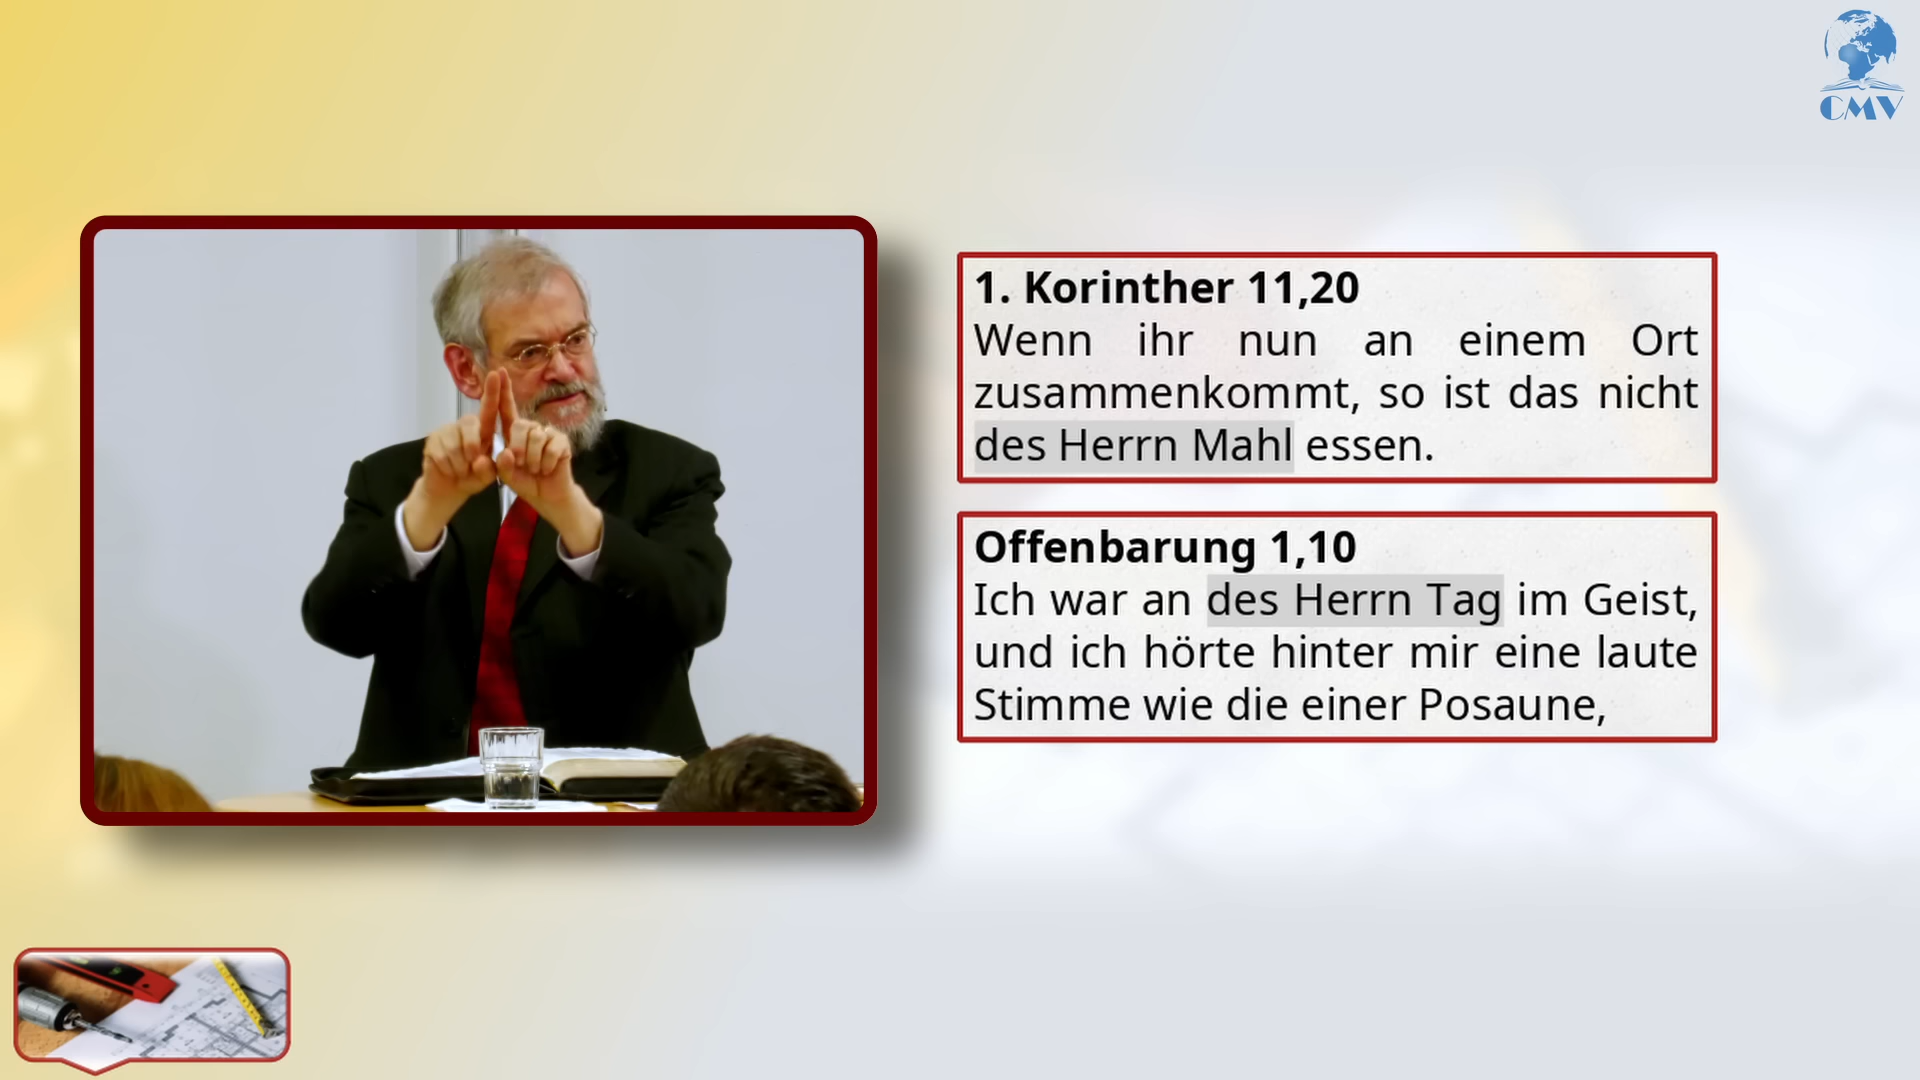 CMV
1. Korinther 11,20
Wenn ihr nun an einem Ort
zusammenkommt, so ist das nicht
des Herrn Mahl essen.
Offenbarung 1,10
Ich war an des Herrn Tag im Geist,
und ich hörte hinter mir eine laute
Stimme wie die einer Posaune,